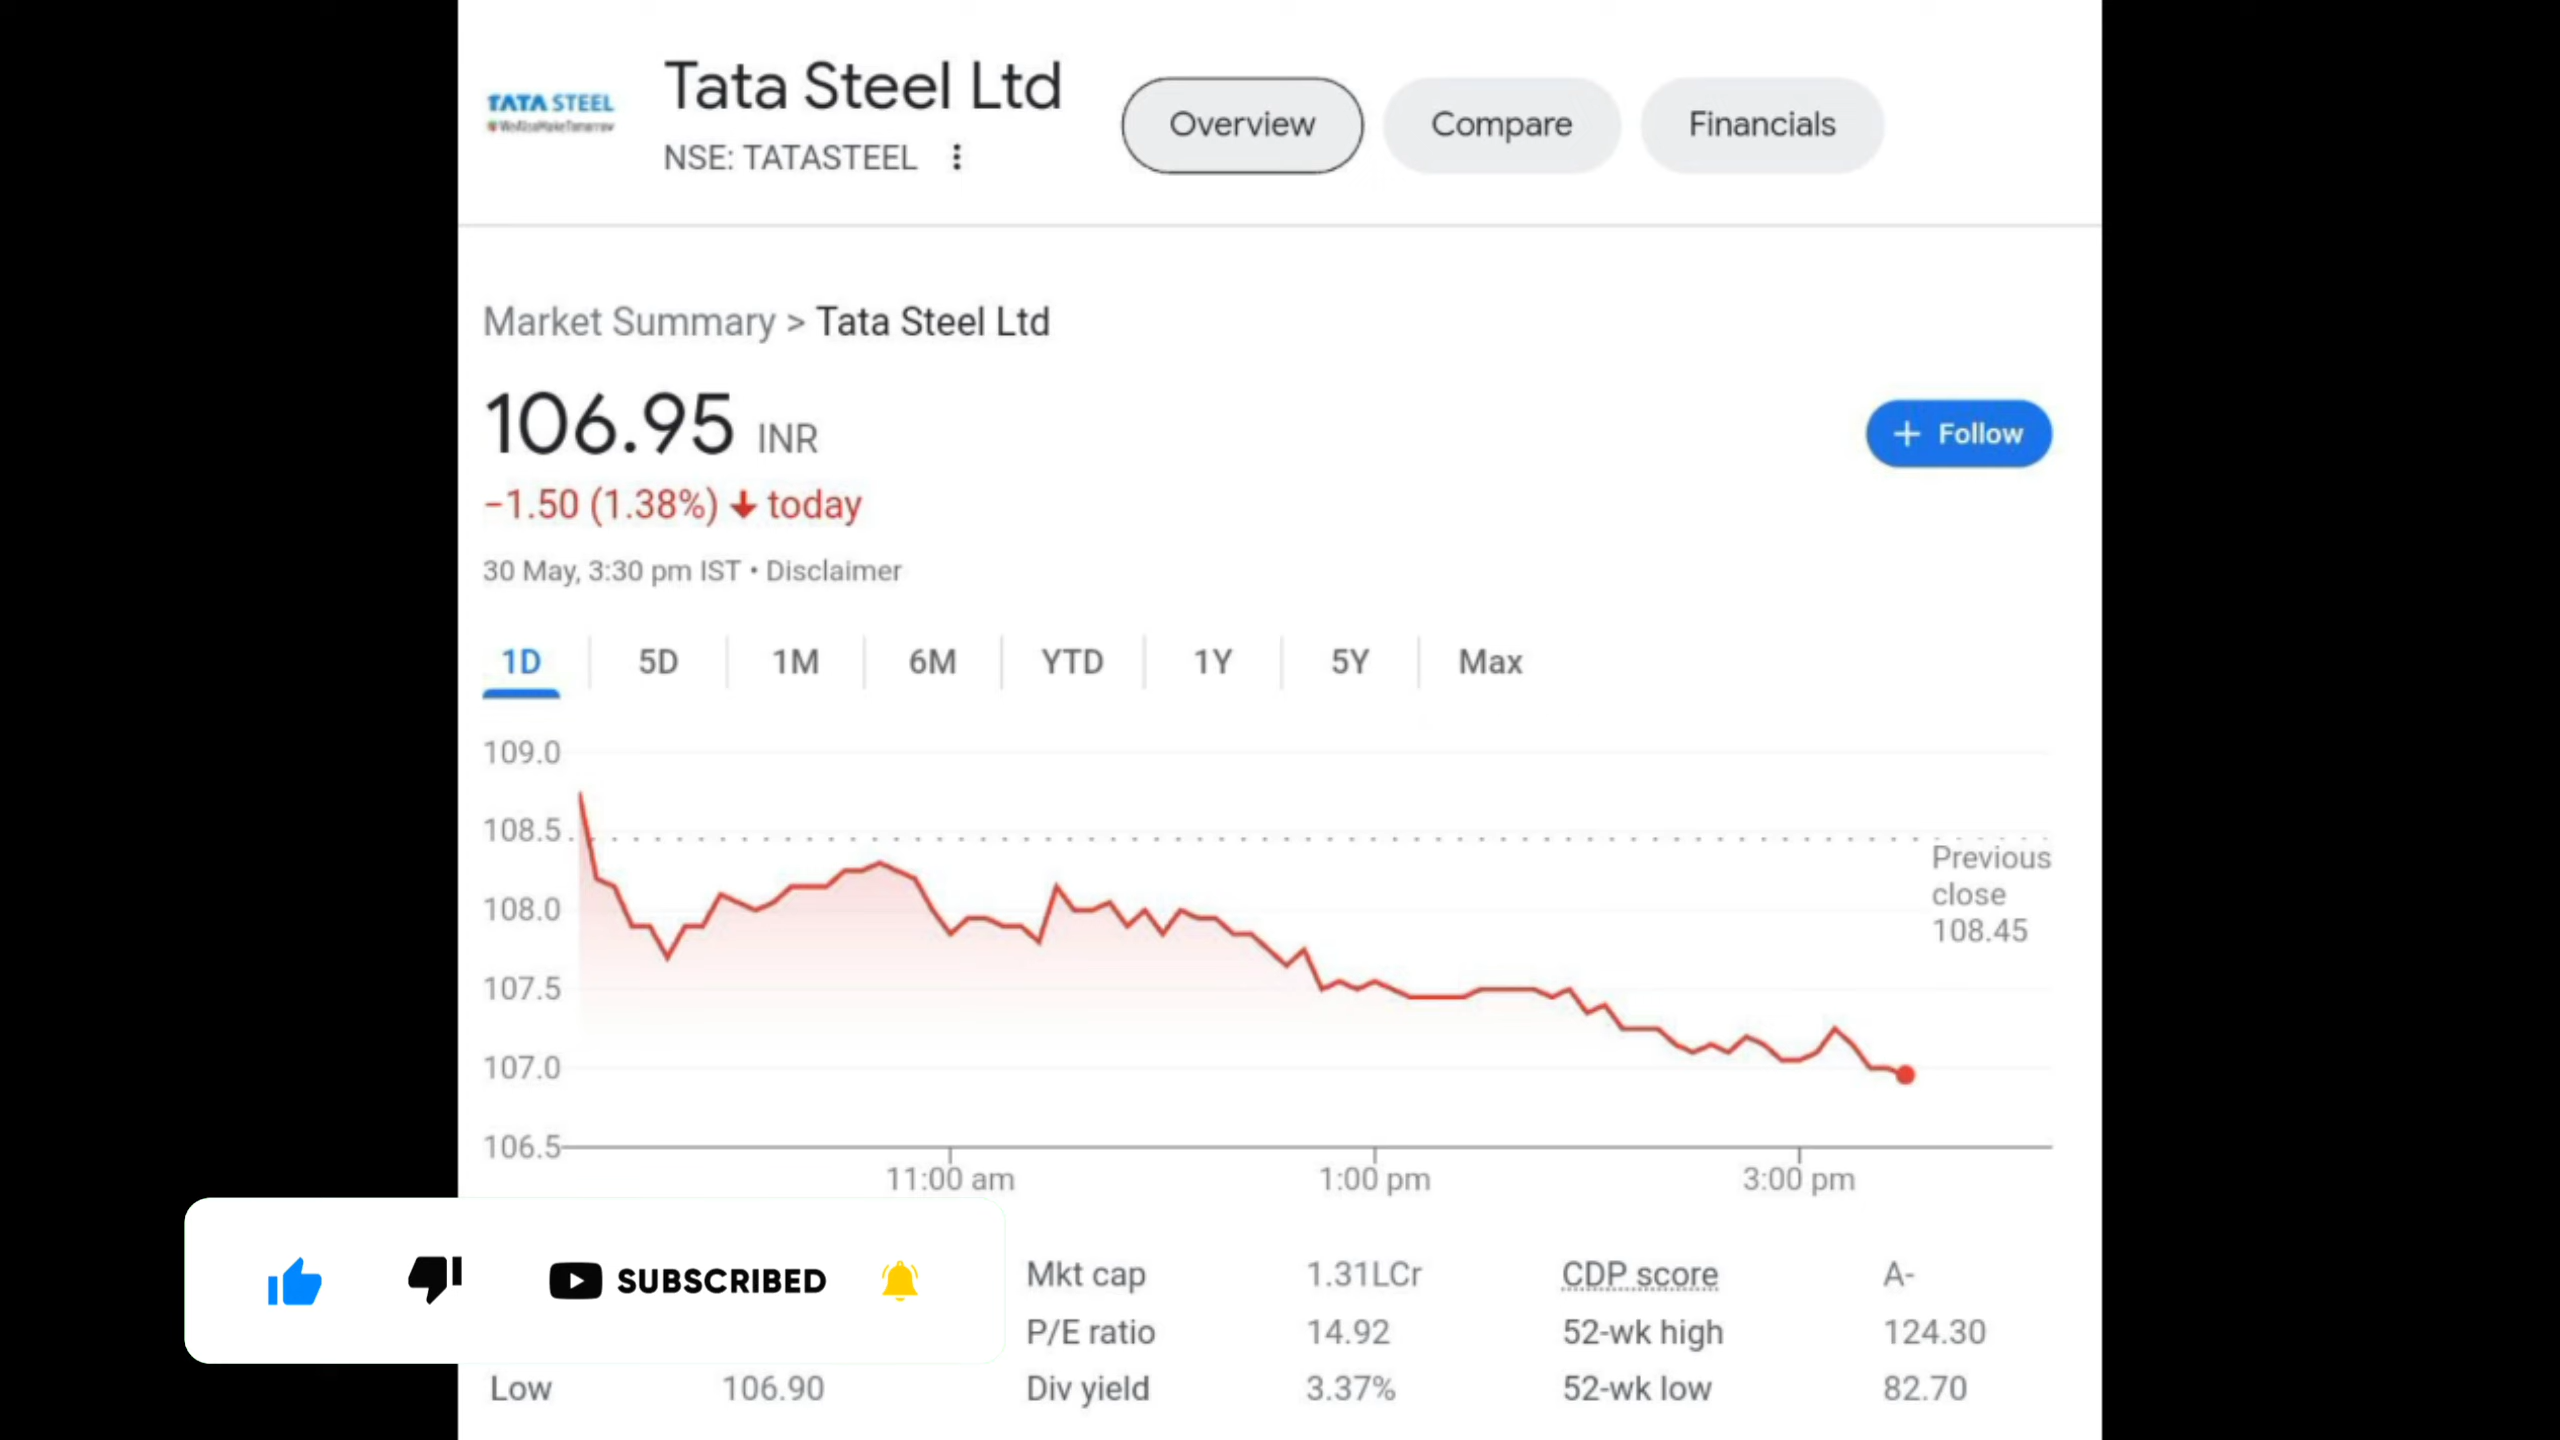 Tata Steel Ltd
TATA STEEL
NSE: TATASTEEL
Overview
Compare
Financials
Market Summary > Tata Steel Ltd
106.95 INR
+ Follow
−1.50 (1.38%) today
30 May, 3:30 pm IST • Disclaimer
1D 5D 1M 6M YTD 1Y 5Y Max
109.0
108.5
Previous
close
108.45
108.0
107.5
107.0
106.5
11:00 am 1:00 pm 3:00 pm
SUBSCRIBED
Mkt cap 1.31LCr CDP score A-
P/E ratio 14.92 52-wk high 124.30
Low 106.90 Div yield 3.37% 52-wk low 82.70